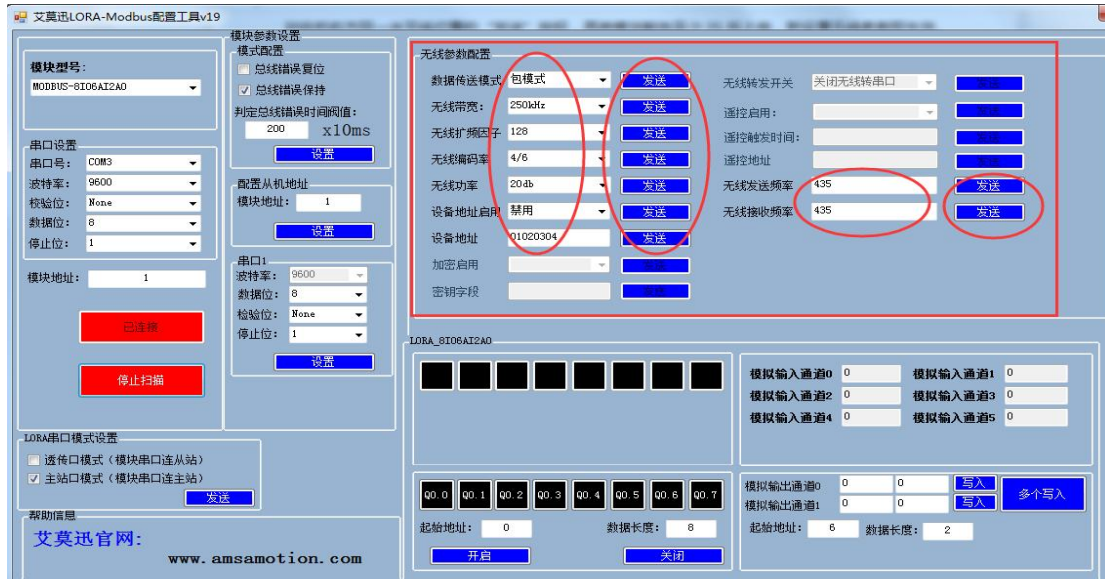 艾莫迅LORA-Modbus配置工具v19
模块型号:
MODBUS-8IO6AI2AO
串口设置
串口号: COM3
波特率: 9600
校验位: None
数据位: 8
停止位: 1
模块地址: 1
已连接
停止扫描
LORA串口模式设置
透传口模式（模块串口连从站）
主站口模式（模块串口连主站）
发送
帮助信息
艾莫迅官网:
www.amsamotion.com
模块参数设置
模式配置
总线错误复位
总线错误保持
判定总线错误时间阀值:
200 x10ms
设置
配置从机地址
模块地址: 1
设置
串口1
波特率: 9600
数据位: 8
检验位: None
停止位: 1
设置
无线参数配置
数据传送模式 包模式 发送
无线带宽: 250kHz 发送
无线扩频因子 128 发送
无线编码率 4/6 发送
无线功率 20db 发送
设备地址启用 禁用 发送
设备地址 01020304 发送
加密启用
密钥字段
无线转发开关 关闭无线转串口
遥控启用:
遥控触发时间:
遥控地址
无线发送频率 435 发送
无线接收频率 435 发送
LORA_8IO6AI2AO
Q0.0 Q0.1 Q0.2 Q0.3 Q0.4 Q0.5 Q0.6 Q0.7
起始地址: 0 数据长度: 8
开启 关闭
模拟输入通道0 0 模拟输入通道1 0
模拟输入通道2 0 模拟输入通道3 0
模拟输入通道4 0 模拟输入通道5 0
模拟输出通道0 0 0 写入
模拟输出通道1 0 0 写入
多个写入
起始地址: 6 数据长度: 2